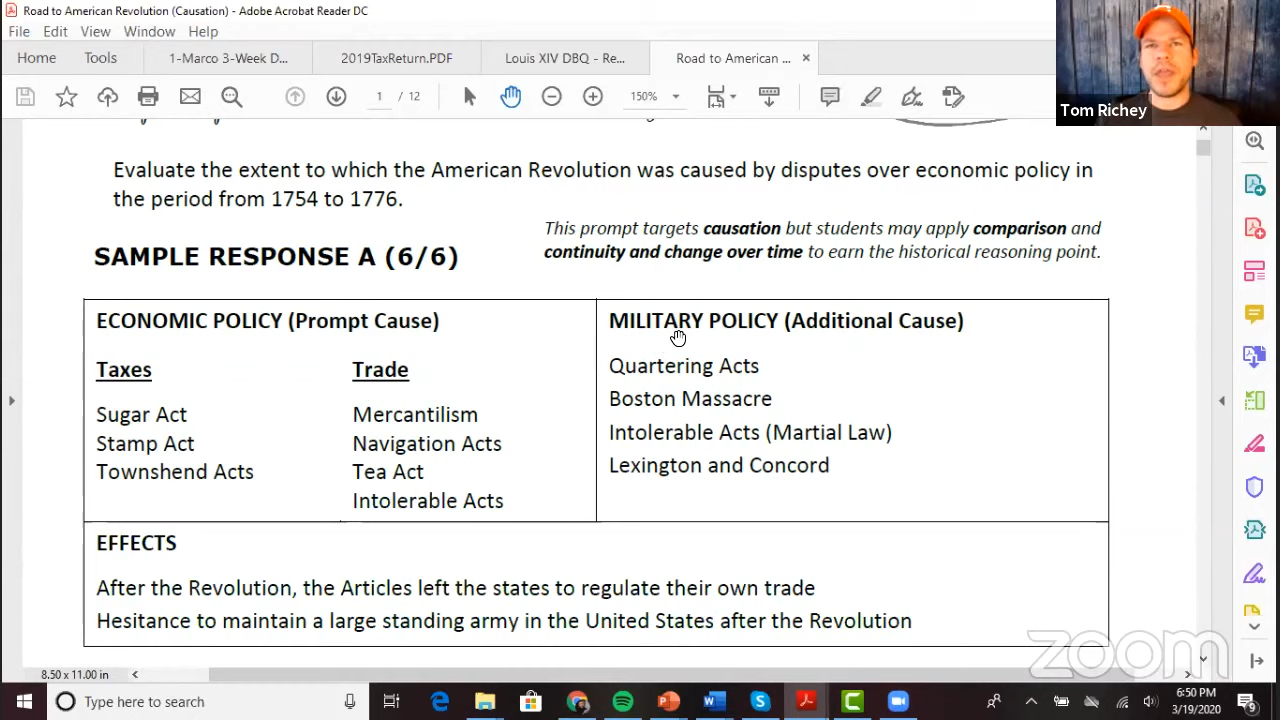 Road to American Revolution (Causation) - Adobe Acrobat Reader DC
File Edit View Window Help
Home Tools 1-Marco 3-Week D... 2019TaxReturn.PDF Louis XIV DBQ - Re... Road to American ... ×
1 / 12 150%
Tom Richey
Evaluate the extent to which the American Revolution was caused by disputes over economic policy in
the period from 1754 to 1776.
This prompt targets causation but students may apply comparison and
continuity and change over time to earn the historical reasoning point.
SAMPLE RESPONSE A (6/6)
ECONOMIC POLICY (Prompt Cause)
Taxes Trade
Sugar Act Mercantilism
Stamp Act Navigation Acts
Townshend Acts Tea Act
Intolerable Acts
MILITARY POLICY (Additional Cause)
Quartering Acts
Boston Massacre
Intolerable Acts (Martial Law)
Lexington and Concord
EFFECTS
After the Revolution, the Articles left the states to regulate their own trade
Hesitance to maintain a large standing army in the United States after the Revolution
zoom
8.50 x 11.00 in
Type here to search
6:50 PM
3/19/2020
9